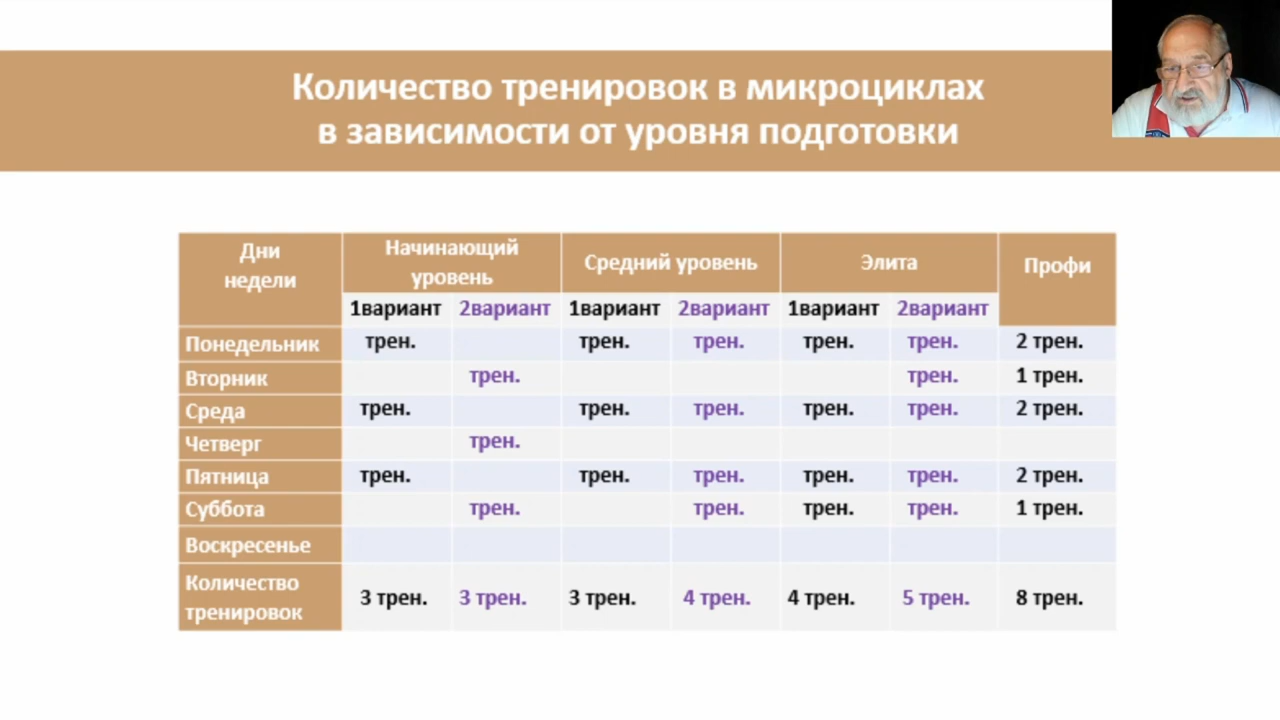 Количество тренировок в микроциклах
в зависимости от уровня подготовки
Дни недели Начинающий уровень Средний уровень Элита Профи
1вариант 2вариант 1вариант 2вариант 1вариант 2вариант
Понедельник трен. трен. трен. трен. трен. 2 трен.
Вторник трен. трен. 1 трен.
Среда трен. трен. трен. трен. трен. 2 трен.
Четверг трен.
Пятница трен. трен. трен. трен. трен. 2 трен.
Суббота трен. трен. трен. трен. 1 трен.
Воскресенье
Количество тренировок 3 трен. 3 трен. 3 трен. 4 трен. 4 трен. 5 трен. 8 трен.